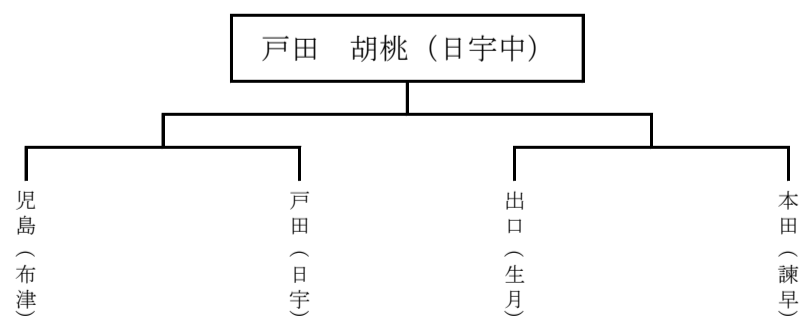 戸田　胡桃（日宇中）
児島（布津）
戸田（日宇）
出口（生月）
本田（諫早）